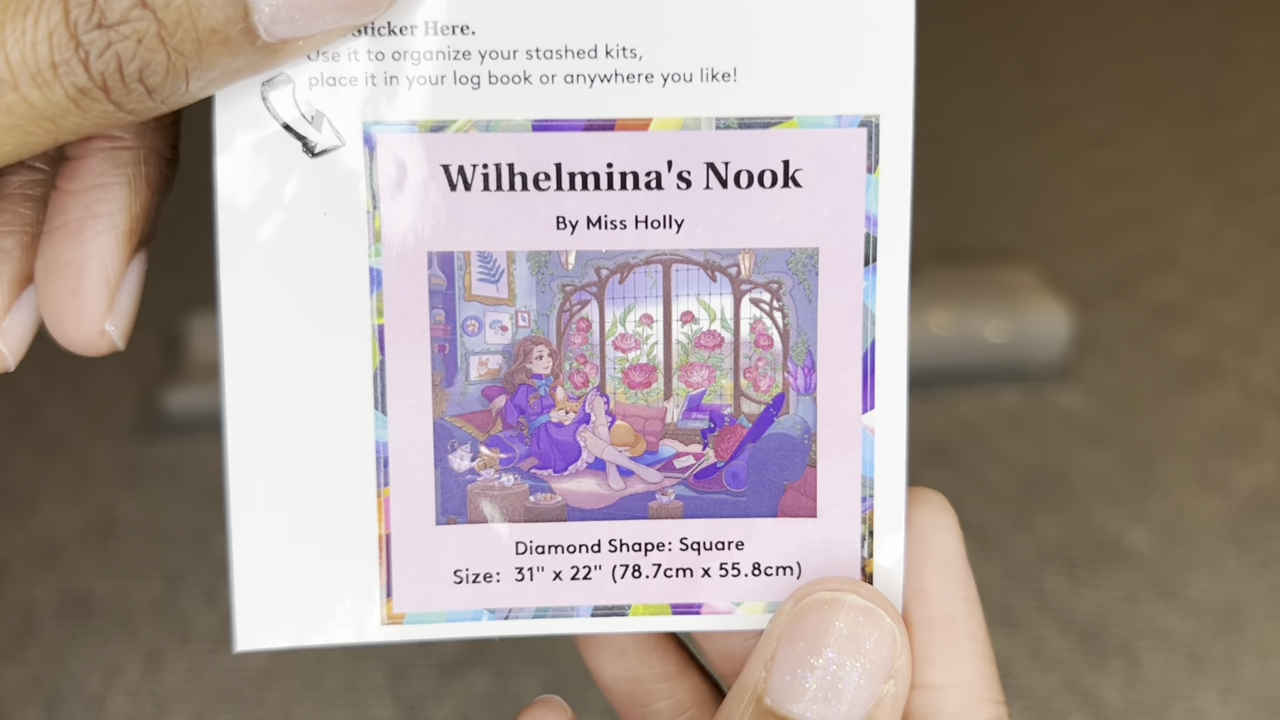 Sticker Here.
Use it to organize your stashed kits,
place it in your log book or anywhere you like!
Wilhelmina's Nook
By Miss Holly
Diamond Shape: Square
Size: 31" x 22" (78.7cm x 55.8cm)